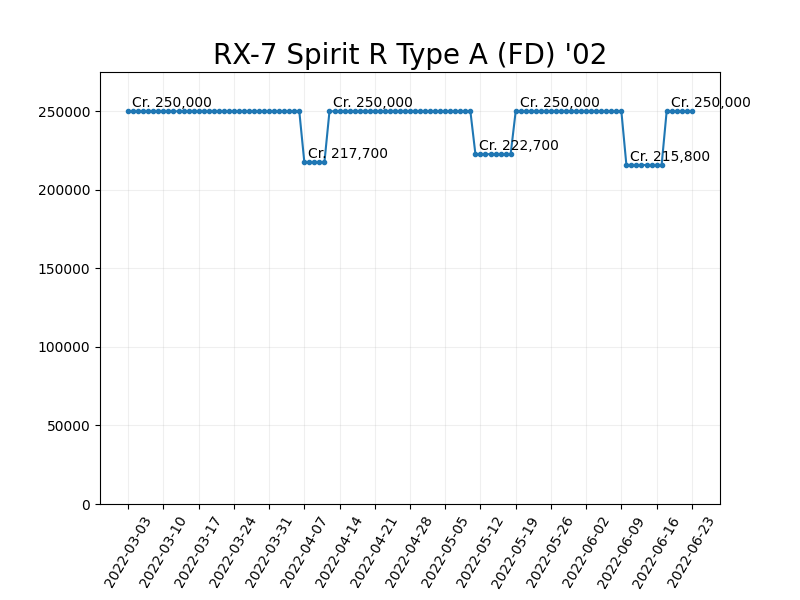 RX-7 Spirit R Type A (FD) '02
Cr. 250,000
Cr. 250,000
Cr. 250,000
Cr. 250,000
Cr. 217,700
Cr. 222,700
Cr. 215,800
250000
200000
150000
100000
50000
0
2022-03-03
2022-03-10
2022-03-17
2022-03-24
2022-03-31
2022-04-07
2022-04-14
2022-04-21
2022-04-28
2022-05-05
2022-05-12
2022-05-19
2022-05-26
2022-06-02
2022-06-09
2022-06-16
2022-06-23